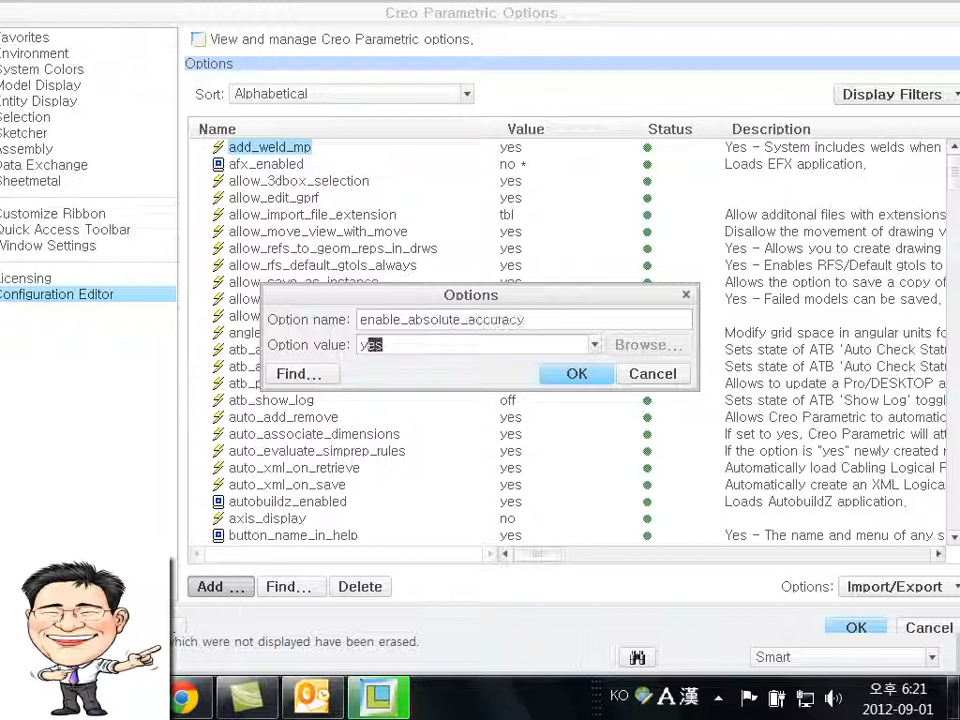 Creo Parametric Options
avorites
View and manage Creo Parametric options.
Environment
Options
System Colors
Model Display
Sort: Alphabetical Display Filters
Entity Display
Selection
Sketcher
Name Value Status Description
Assembly
add_weld_mp yes Yes - System includes welds when
Data Exchange
afx_enabled no * Loads EFX application.
Sheetmetal
allow_3dbox_selection yes
allow_edit_gprf yes
Customize Ribbon
allow_import_file_extension tbl Allow additonal files with extensions
Quick Access Toolbar
allow_move_view_with_move yes Disallow the movement of drawing v
Window Settings
allow_refs_to_geom_reps_in_drws yes Yes - Allows you to create drawing
allow_rfs_default_gtols_always yes Yes - Enables RFS/Default gtols to
Licensing
allow_save_as_instance Allows the option to save a copy of
Configuration Editor
allow Yes - Failed models can be saved.
Options
allow
Option name: enable_absolute_accuracy
angle Modify grid space in angular units fo
Option value: yes Browse...
atb_ Sets state of ATB 'Auto Check Stat
atb_ Sets state of ATB
Find... OK Cancel
atb_p Allows to update a Pro/DESKTOP a
atb_show_log off Sets state of ATB 'Show Log' toggl
auto_add_remove yes Allows Creo Parametric to automatic
auto_associate_dimensions yes If set to yes, Creo Parametric will att
auto_evaluate_simprep_rules yes If the option is "yes" newly created
auto_xml_on_retrieve yes Automatically load Cabling Logical F
auto_xml_on_save yes Automatically create an XML Logica
autobuildz_enabled yes Loads AutobuildZ application.
axis_display no
button_name_in_help yes Yes - The name and menu of any s
Add ... Find... Delete Options: Import/Export
OK Cancel
which were not displayed have been erased.
Smart
KO A 漢 오후 6:21
2012-09-01